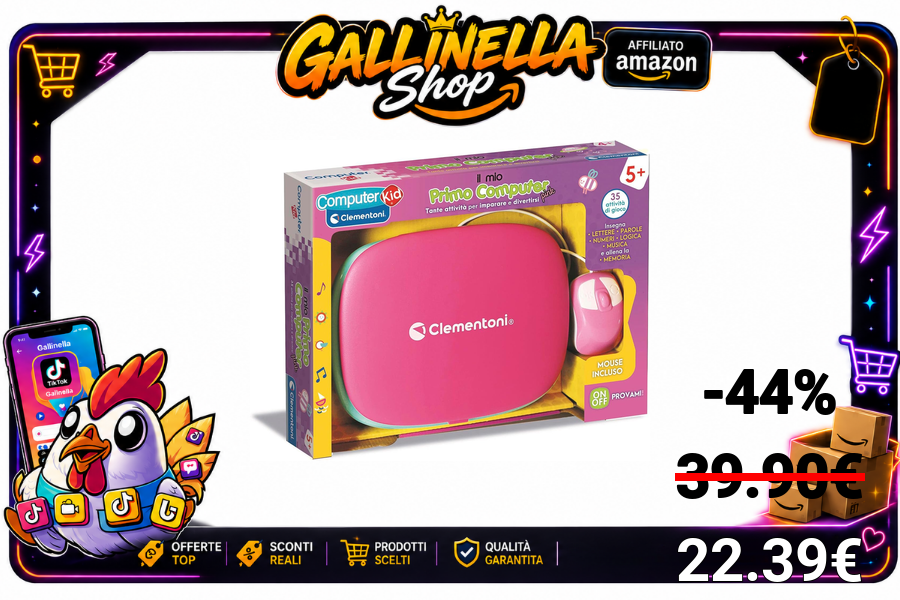 GALLINELLA
Shop
AFFILIATO
amazon
Computer
Il mio
Primo Computer
Tante attività per imparare e divertirsi
Computer Kid
Clementoni
5+
35
attività
di gioco
Insegna
• LETTERE • PAROLE
• NUMERI • LOGICA
• MUSICA
e allena la
• MEMORIA
Clementoni®
MOUSE
INCLUSO
ON
OFF
PROVAMI!
Clementoni
Gallinella
TikTok
Gallinella
-44%
39.90€
22.39€
OFFERTE
TOP
SCONTI
REALI
PRODOTTI
SCELTI
QUALITÀ
GARANTITA